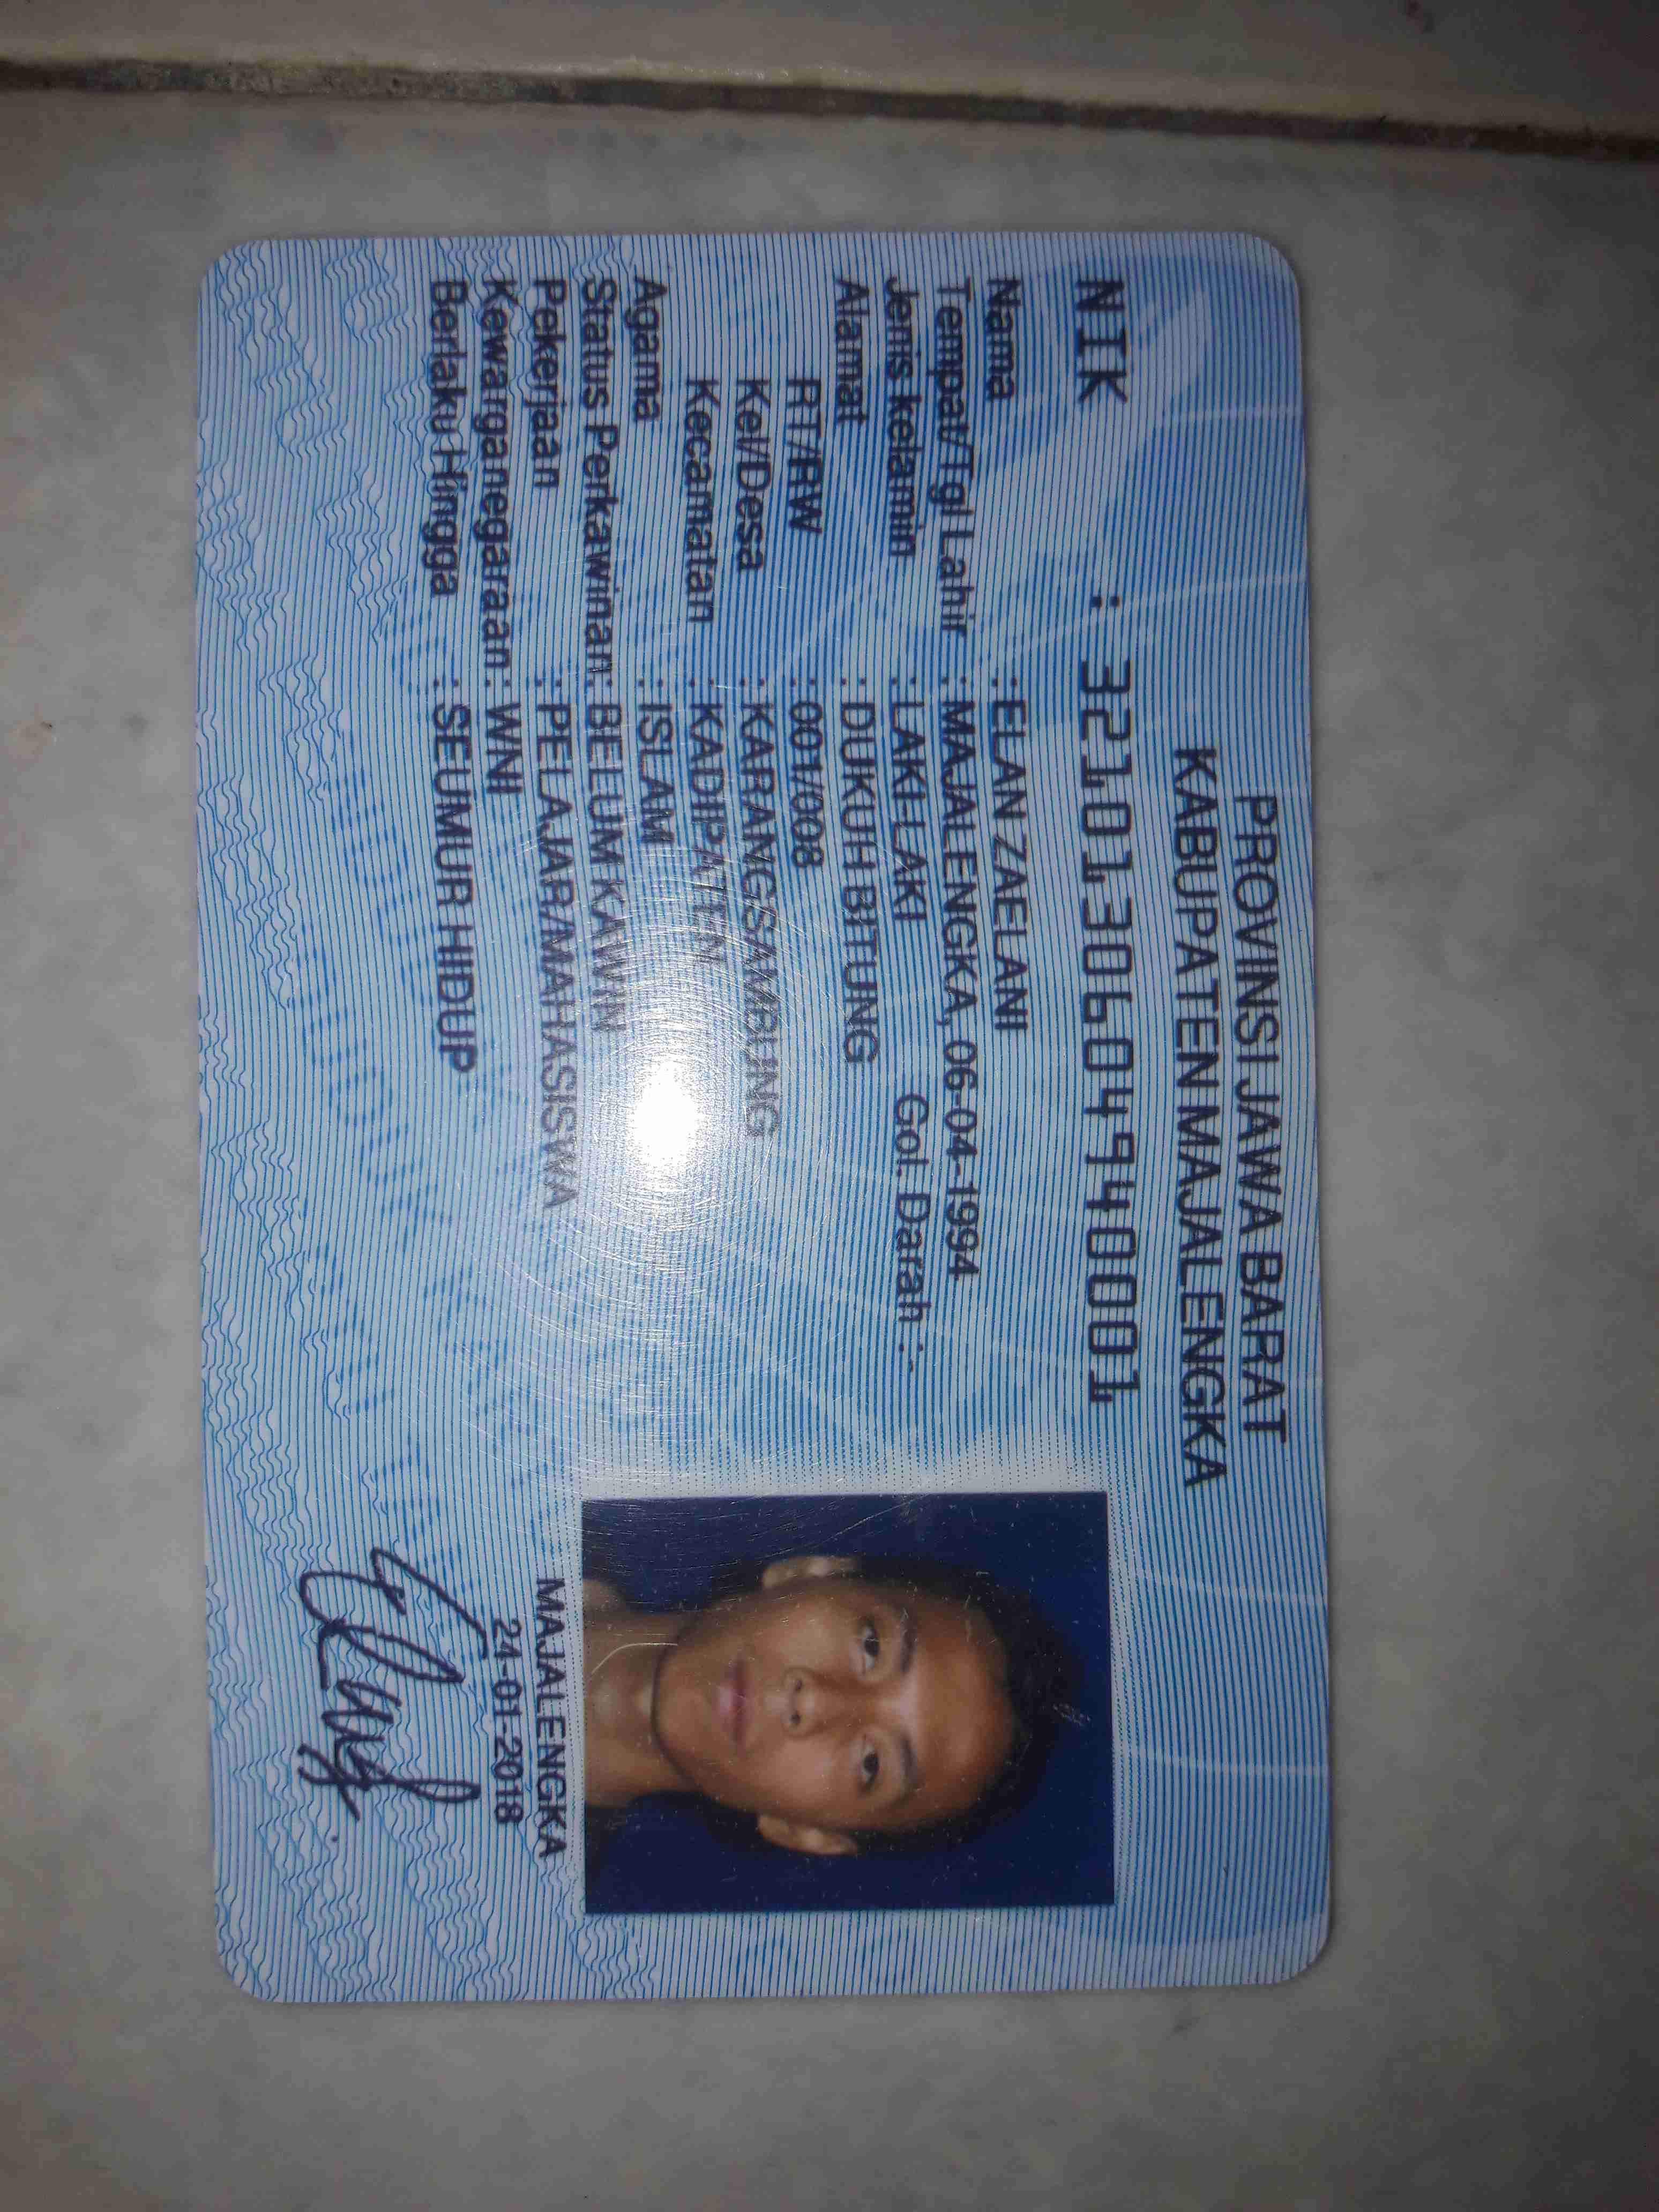 PROVINSI JAWA BARAT
KABUPATEN MAJALENGKA
NIK : 3210130604940001
Nama : ELAN ZAELANI
Tempat/Tgl Lahir : MAJALENGKA, 06-04-1994
Jenis kelamin : LAKI-LAKI Gol. Darah : -
Alamat : DUKUH BITUNG
RT/RW : 001/008
Kel/Desa : KARANGSAMBUNG
Kecamatan : KADIPATEN
Agama : ISLAM
Status Perkawinan : BELUM KAWIN
Pekerjaan : PELAJAR/MAHASISWA
Kewarganegaraan : WNI
Berlaku Hingga : SEUMUR HIDUP
MAJALENGKA
24-01-2018